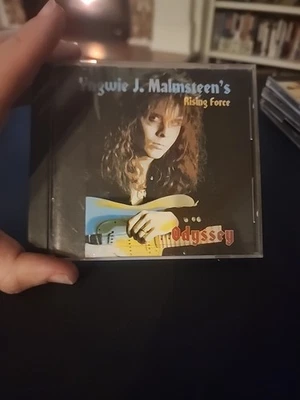 Yngwie J. Malmsteen's
Rising Force
Odyssey